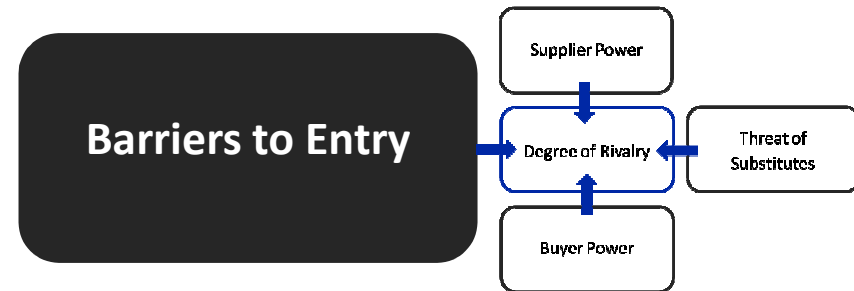 Supplier Power
Barriers to Entry
Degree of Rivalry
Threat of
Substitutes
Buyer Power